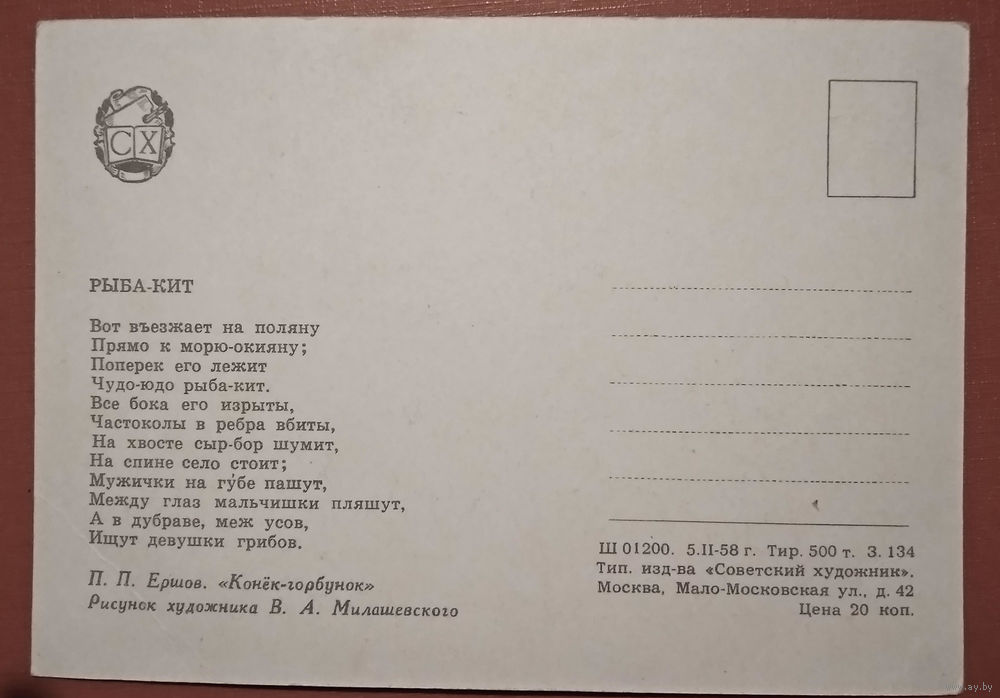 СХ
РЫБА-КИТ
Вот въезжает на поляну
Прямо к морю-окияну;
Поперек его лежит
Чудо-юдо рыба-кит.
Все бока его изрыты,
Частоколы в ребра вбиты,
На хвосте сыр-бор шумит,
На спине село стоит;
Мужички на гу́бе пашут,
Между глаз мальчишки пляшут,
А в дубраве, меж усов,
Ищут девушки грибов.
П. П. Ершов. «Конёк-горбунок»
Рисунок художника В. А. Милашевского
Ш 01200. 5.II-58 г. Тир. 500 т. З. 134
Тип. изд-ва «Советский художник».
Москва, Мало-Московская ул., д. 42
Цена 20 коп.
www.ay.by